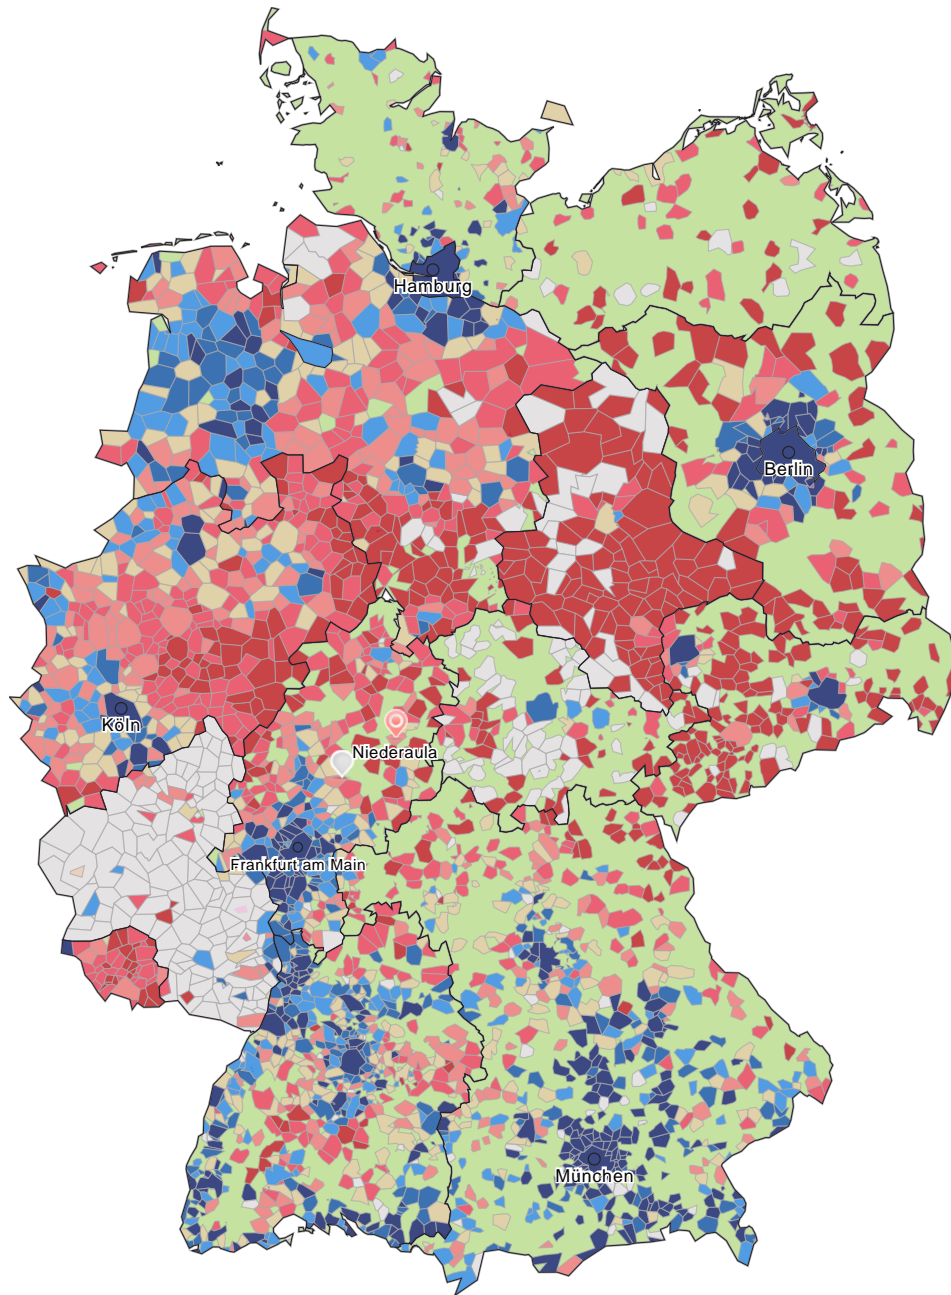 Hamburg
Berlin
Köln
Niederaula
Frankfurt am Main
München